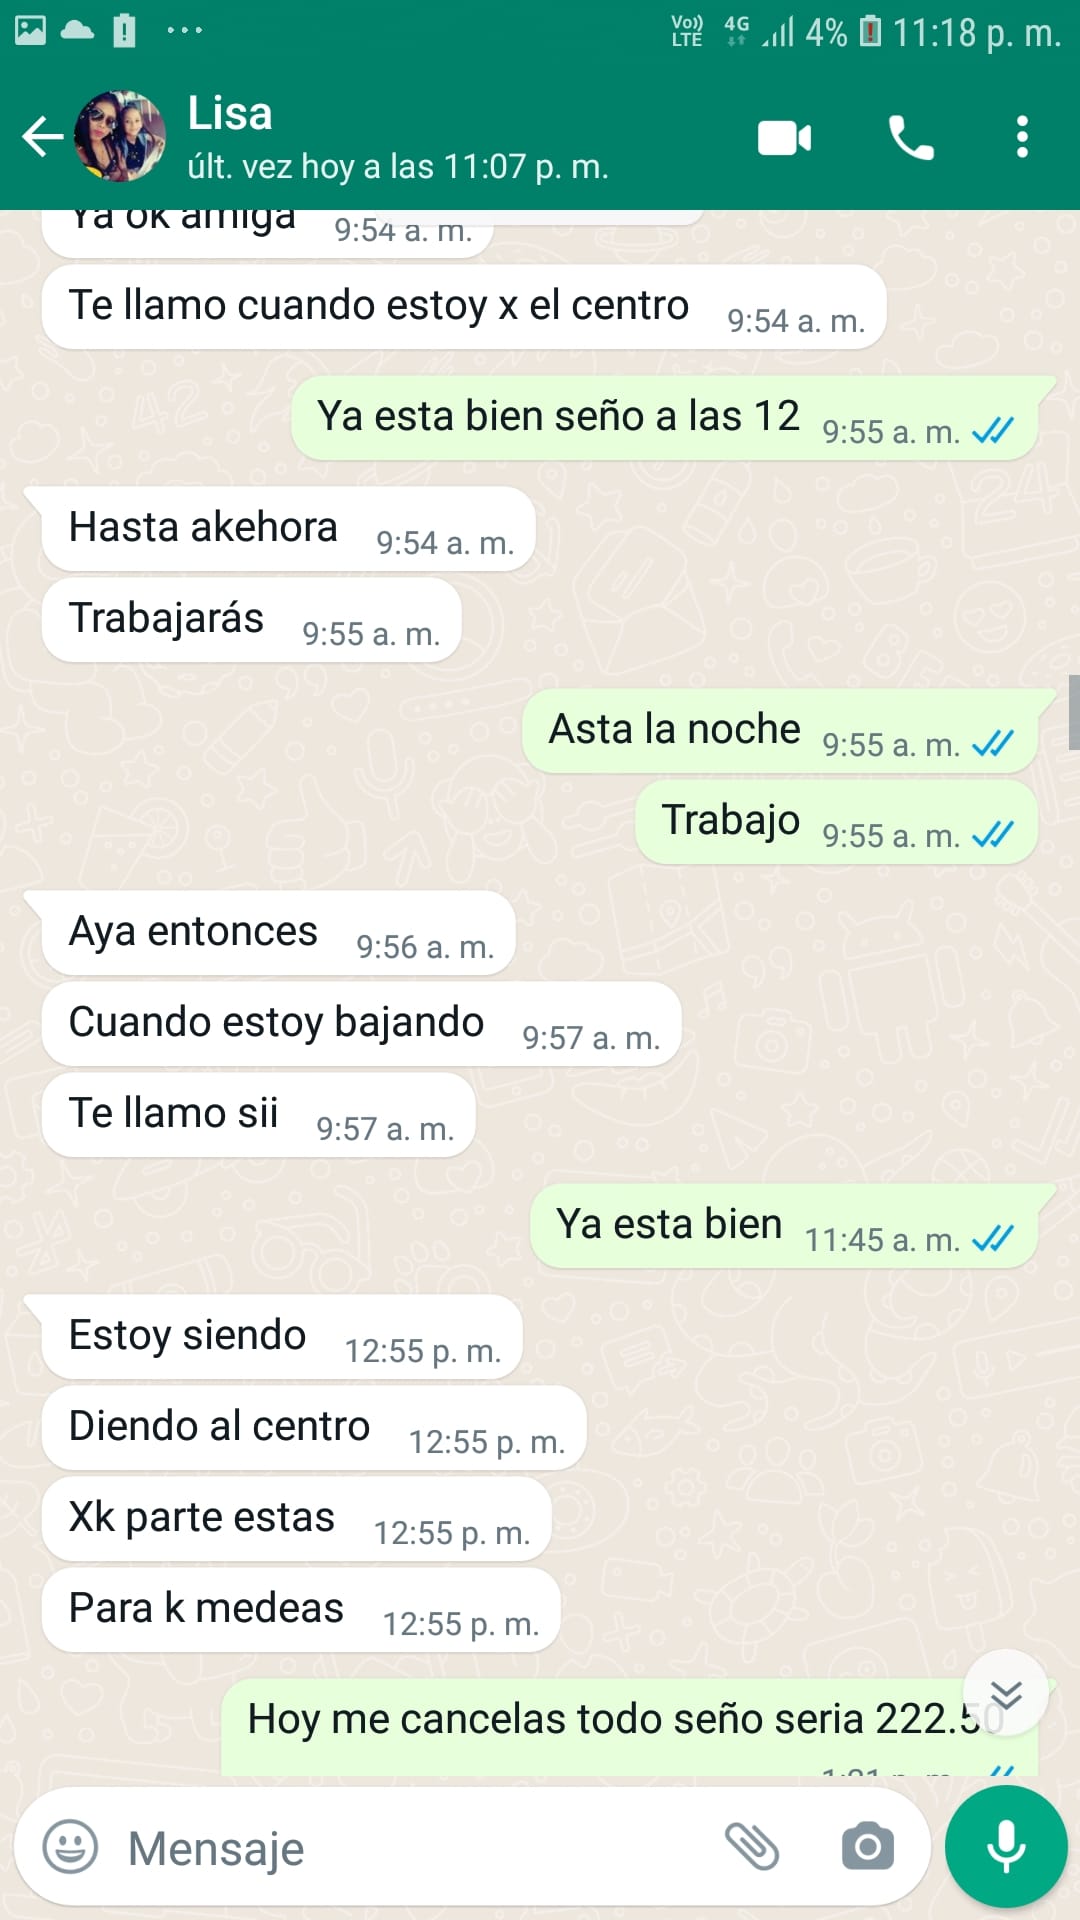 Vo)) LTE 4G 4% 11:18 p. m.
Lisa
últ. vez hoy a las 11:07 p. m.
Ya ok amiga 9:54 a. m.
Te llamo cuando estoy x el centro 9:54 a. m.
Ya esta bien seño a las 12 9:55 a. m.
Hasta akehora 9:54 a. m.
Trabajarás 9:55 a. m.
Asta la noche 9:55 a. m.
Trabajo 9:55 a. m.
Aya entonces 9:56 a. m.
Cuando estoy bajando 9:57 a. m.
Te llamo sii 9:57 a. m.
Ya esta bien 11:45 a. m.
Estoy siendo 12:55 p. m.
Diendo al centro 12:55 p. m.
Xk parte estas 12:55 p. m.
Para k medeas 12:55 p. m.
Hoy me cancelas todo seño seria 222.50
Mensaje